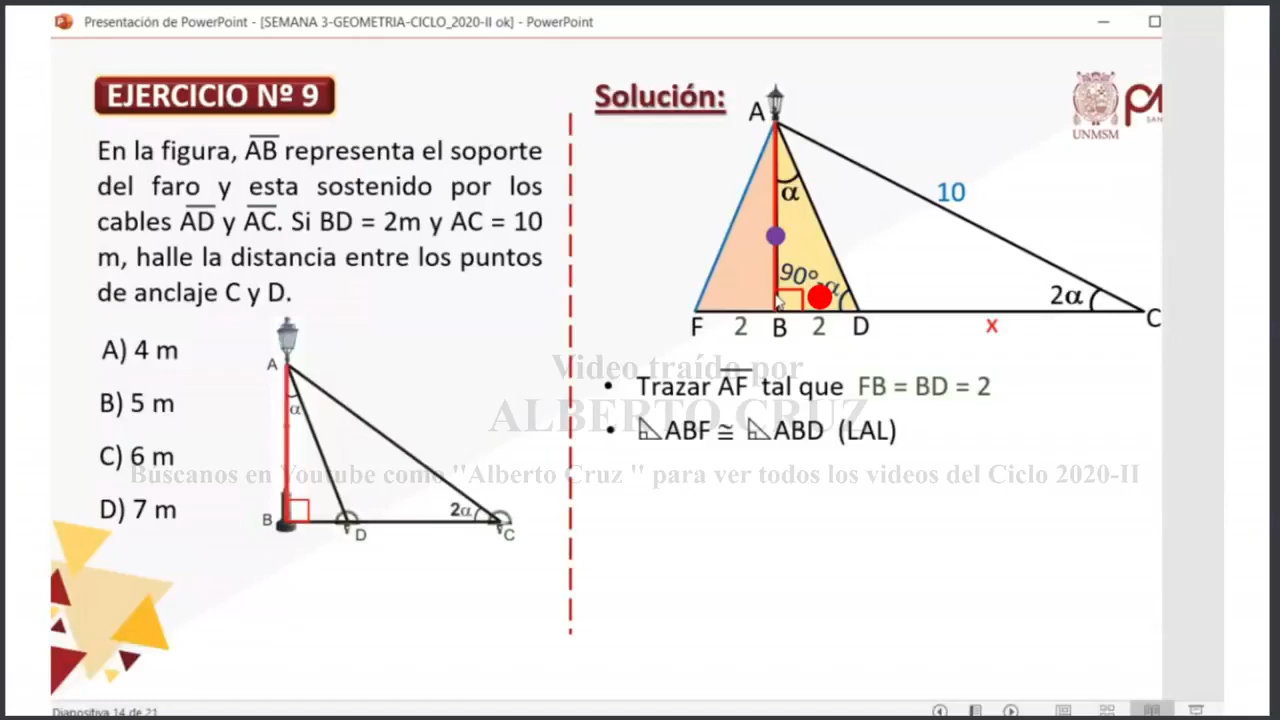 Presentación de PowerPoint - [SEMANA 3-GEOMETRIA-CICLO_2020-II ok] - PowerPoint
EJERCICIO Nº 9
En la figura, AB representa el soporte
del faro y esta sostenido por los
cables AD y AC. Si BD = 2m y AC = 10
m, halle la distancia entre los puntos
de anclaje C y D.
A) 4 m
B) 5 m
C) 6 m
D) 7 m
A
α
B
D
2α
C
Solución:
UNMSM
A
α
10
90°-α
2α
F
2
B
2
D
x
C
• Trazar AF tal que FB = BD = 2
• ⊿ABF ≅ ⊿ABD (LAL)
Video traído por
ALBERTO CRUZ
Buscanos en Youtube como "Alberto Cruz " para ver todos los videos del Ciclo 2020-II
Diapositiva 14 de 21